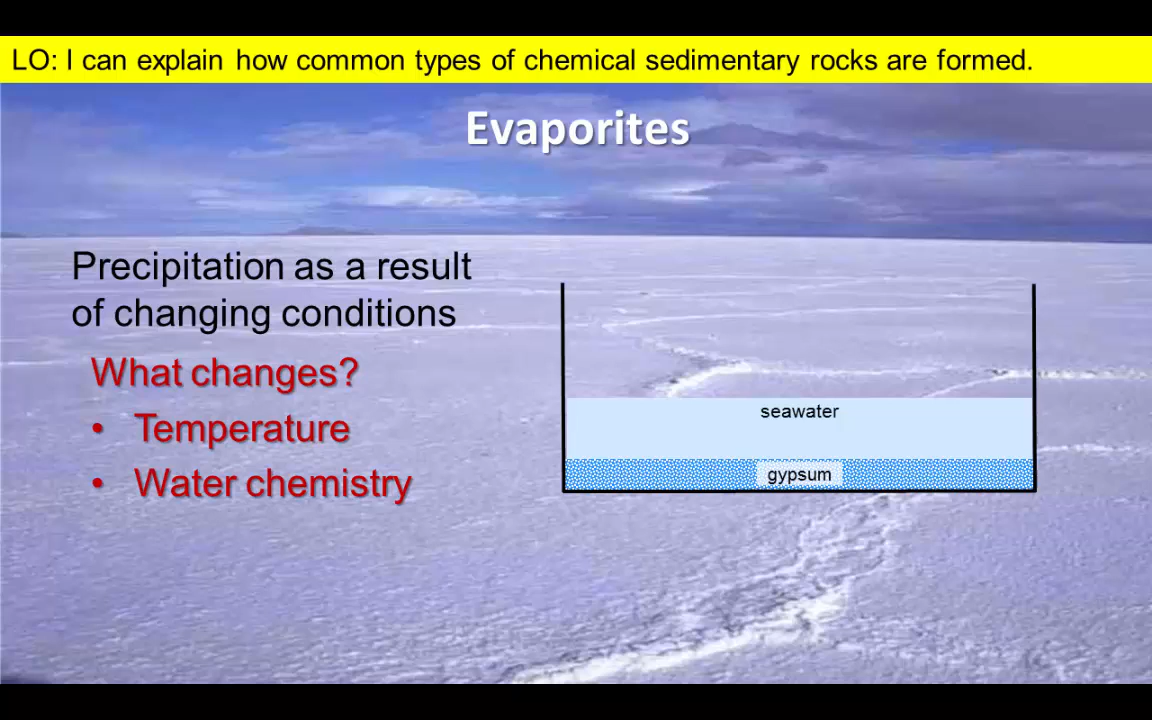 LO: I can explain how common types of chemical sedimentary rocks are formed.
Evaporites
Precipitation as a result
of changing conditions
What changes?
• Temperature
• Water chemistry
seawater
gypsum